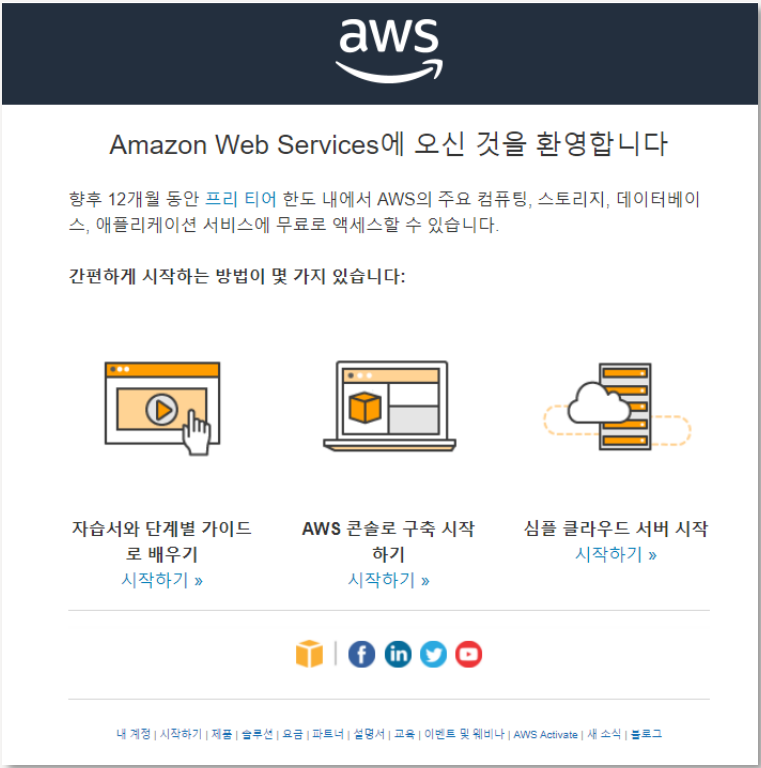 aws
Amazon Web Services에 오신 것을 환영합니다
향후 12개월 동안 프리 티어 한도 내에서 AWS의 주요 컴퓨팅, 스토리지, 데이터베이
스, 애플리케이션 서비스에 무료로 액세스할 수 있습니다.
간편하게 시작하는 방법이 몇 가지 있습니다:
자습서와 단계별 가이드
로 배우기
시작하기 »
AWS 콘솔로 구축 시작
하기
시작하기 »
심플 클라우드 서버 시작
시작하기 »
f in
내 계정 | 시작하기 | 제품 | 솔루션 | 요금 | 파트너 | 설명서 | 교육 | 이벤트 및 웨비나 | AWS Activate | 새 소식 | 블로그